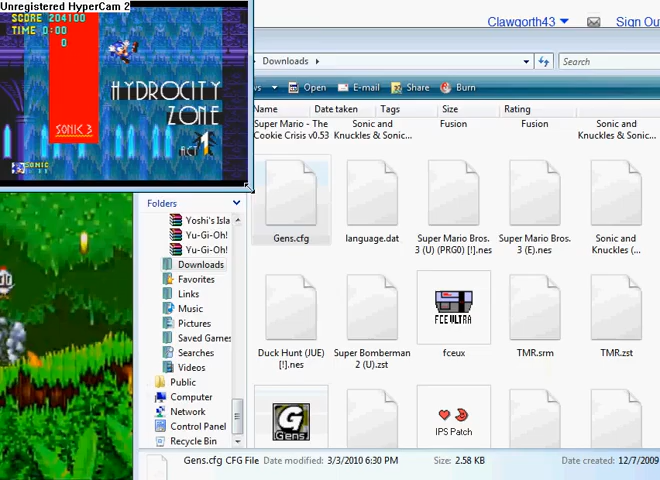 Unregistered HyperCam 2
SCORE 204100
TIME 0:00
0
HYDROCITY
ZONE
ACT 1
SONIC 3
SONIC
Clawgorth43
Sign Ou
Downloads
Search
Open
E-mail
Share
Burn
Name
Date taken
Tags
Size
Rating
Super Mario - The
Cookie Crisis v0.53
Fusion
Fusion
Sonic and
Knuckles & Sonic...
Sonic and
Knuckles & Sonic...
Folders
Yoshi's Isla
Yu-Gi-Oh!
Yu-Gi-Oh!
Downloads
Favorites
Links
Music
Pictures
Saved Games
Searches
Videos
Public
Computer
Network
Control Panel
Recycle Bin
Gens.cfg
language.dat
Super Mario Bros.
3 (U) (PRG0) [!].nes
Super Mario Bros.
3 (E).nes
Sonic and
Knuckles (...
Duck Hunt (JUE)
[!].nes
Super Bomberman
2 (U).zst
FCE ULTRA
fceux
TMR.srm
TMR.zst
Gens
IPS Patch
Gens.cfg CFG File
Date modified: 3/3/2010 6:30 PM
Size: 2.58 KB
Date created: 12/7/2009